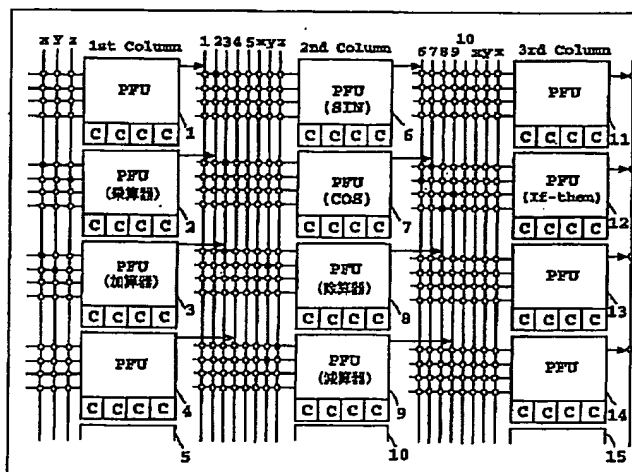 x Y z 1st Column 1 2 3 4 5 x y z 2nd Column 6 7 8 9 10 x y x 3rd Column
PFU
C C C C
1
PFU
(SIN)
C C C C
6
PFU
C C C C
11
PFU
(乗算器)
C C C C
2
PFU
(COS)
C C C C
7
PFU
(If-then)
C C C C
12
PFU
(加算器)
C C C C
3
PFU
(除算器)
C C C C
8
PFU
C C C C
13
PFU
C C C C
4
PFU
(減算器)
C C C C
9
PFU
C C C C
14
5
10
15